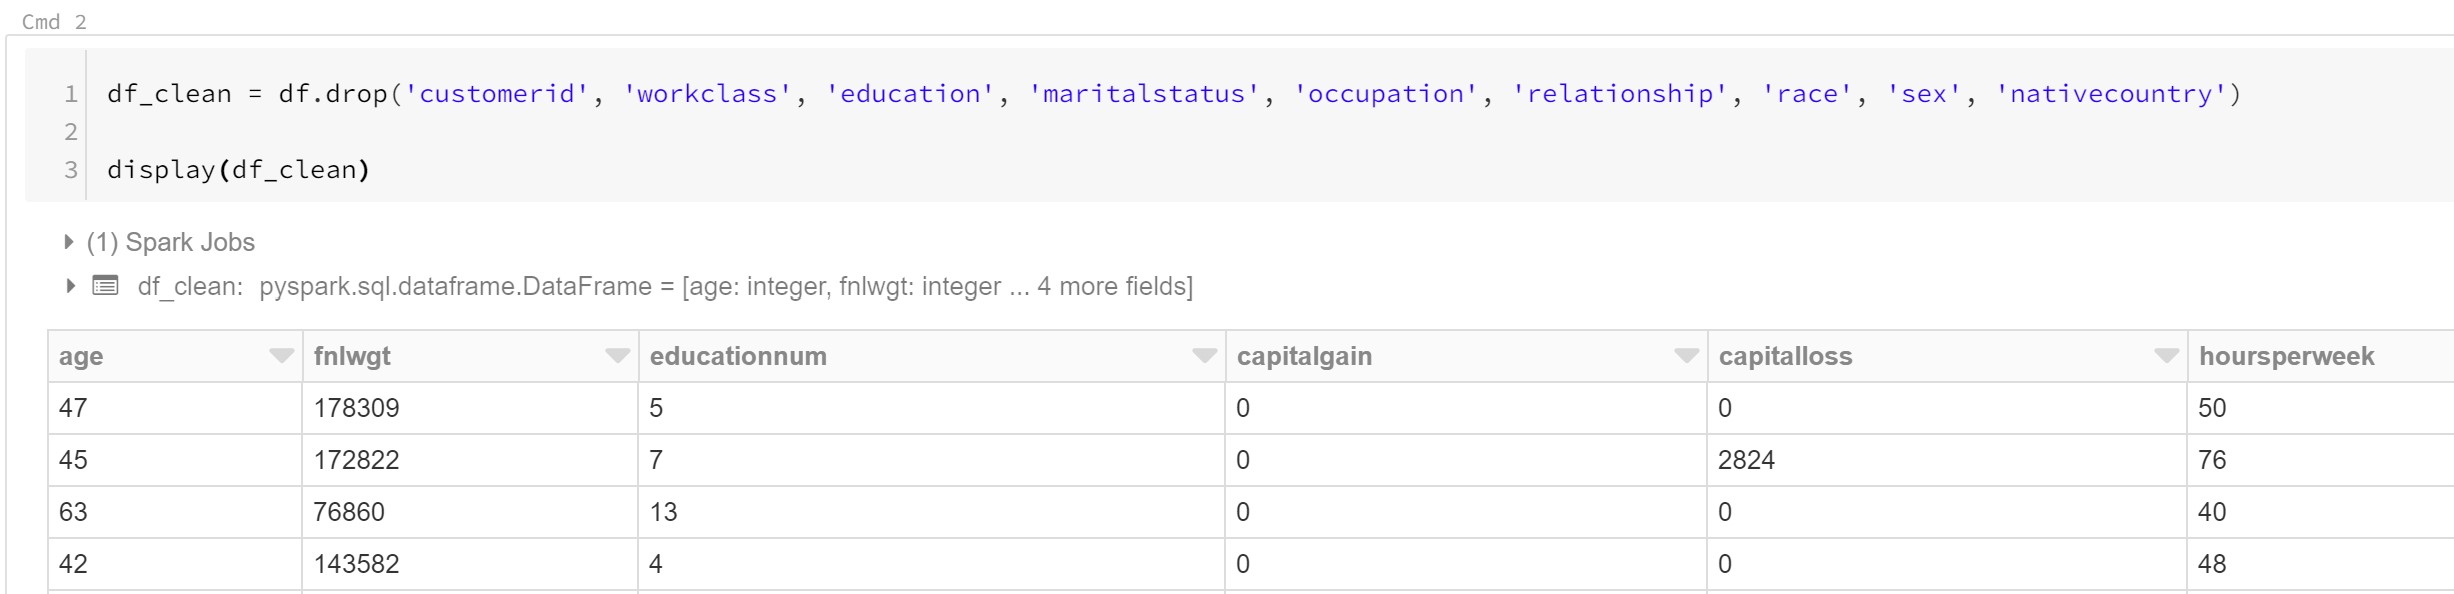 Cmd 2
1 df_clean = df.drop('customerid', 'workclass', 'education', 'maritalstatus', 'occupation', 'relationship', 'race', 'sex', 'nativecountry')
2
3 display(df_clean)
(1) Spark Jobs
df_clean: pyspark.sql.dataframe.DataFrame = [age: integer, fnlwgt: integer ... 4 more fields]
age fnlwgt educationnum capitalgain capitalloss hoursperweek
47 178309 5 0 0 50
45 172822 7 0 2824 76
63 76860 13 0 0 40
42 143582 4 0 0 48